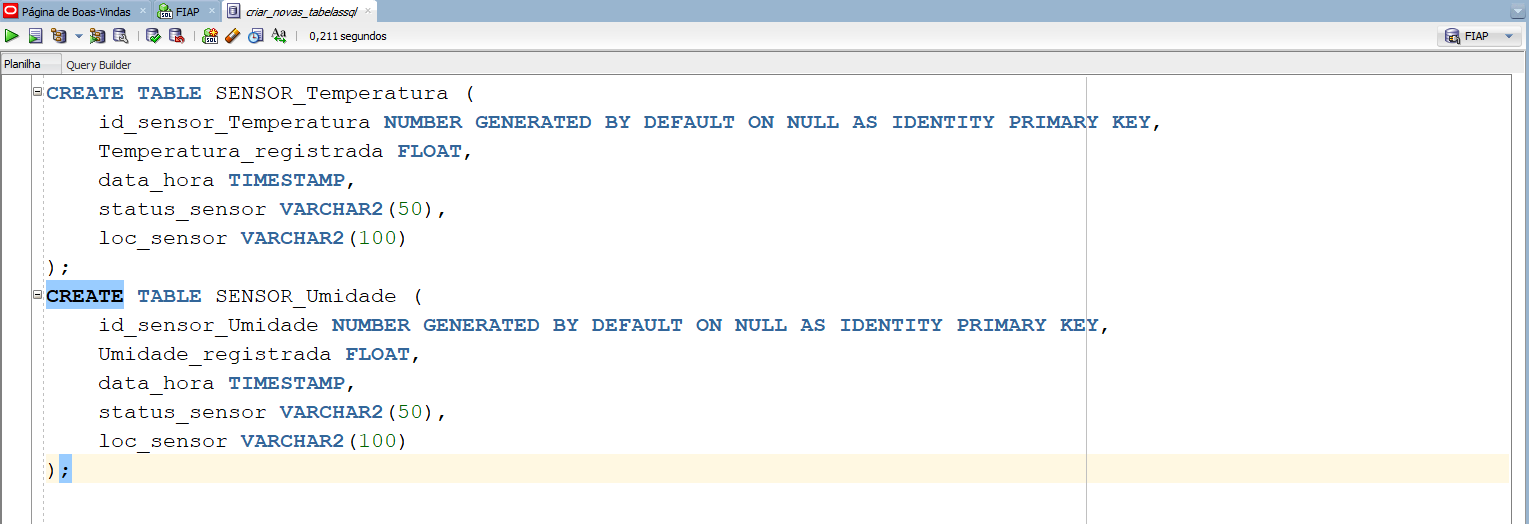 Página de Boas-Vindas FIAP criar_novas_tabelassql
SQL SQL Aa 0,211 segundos FIAP
Planilha Query Builder
CREATE TABLE SENSOR_Temperatura (
    id_sensor_Temperatura NUMBER GENERATED BY DEFAULT ON NULL AS IDENTITY PRIMARY KEY,
    Temperatura_registrada FLOAT,
    data_hora TIMESTAMP,
    status_sensor VARCHAR2(50),
    loc_sensor VARCHAR2(100)
);
CREATE TABLE SENSOR_Umidade (
    id_sensor_Umidade NUMBER GENERATED BY DEFAULT ON NULL AS IDENTITY PRIMARY KEY,
    Umidade_registrada FLOAT,
    data_hora TIMESTAMP,
    status_sensor VARCHAR2(50),
    loc_sensor VARCHAR2(100)
);